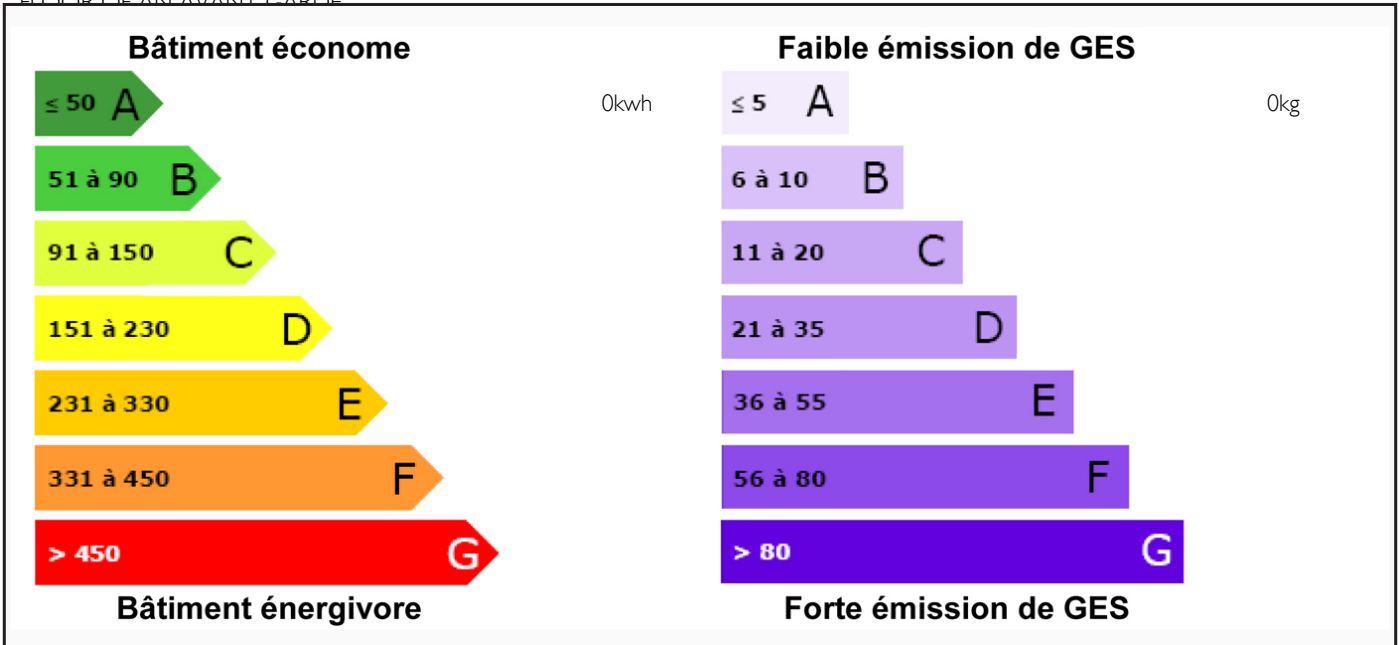 Bâtiment économe
≤ 50 A
0kwh
51 à 90 B
91 à 150 C
151 à 230 D
231 à 330 E
331 à 450 F
> 450 G
Bâtiment énergivore
Faible émission de GES
≤ 5 A
0kg
6 à 10 B
11 à 20 C
21 à 35 D
36 à 55 E
56 à 80 F
> 80 G
Forte émission de GES